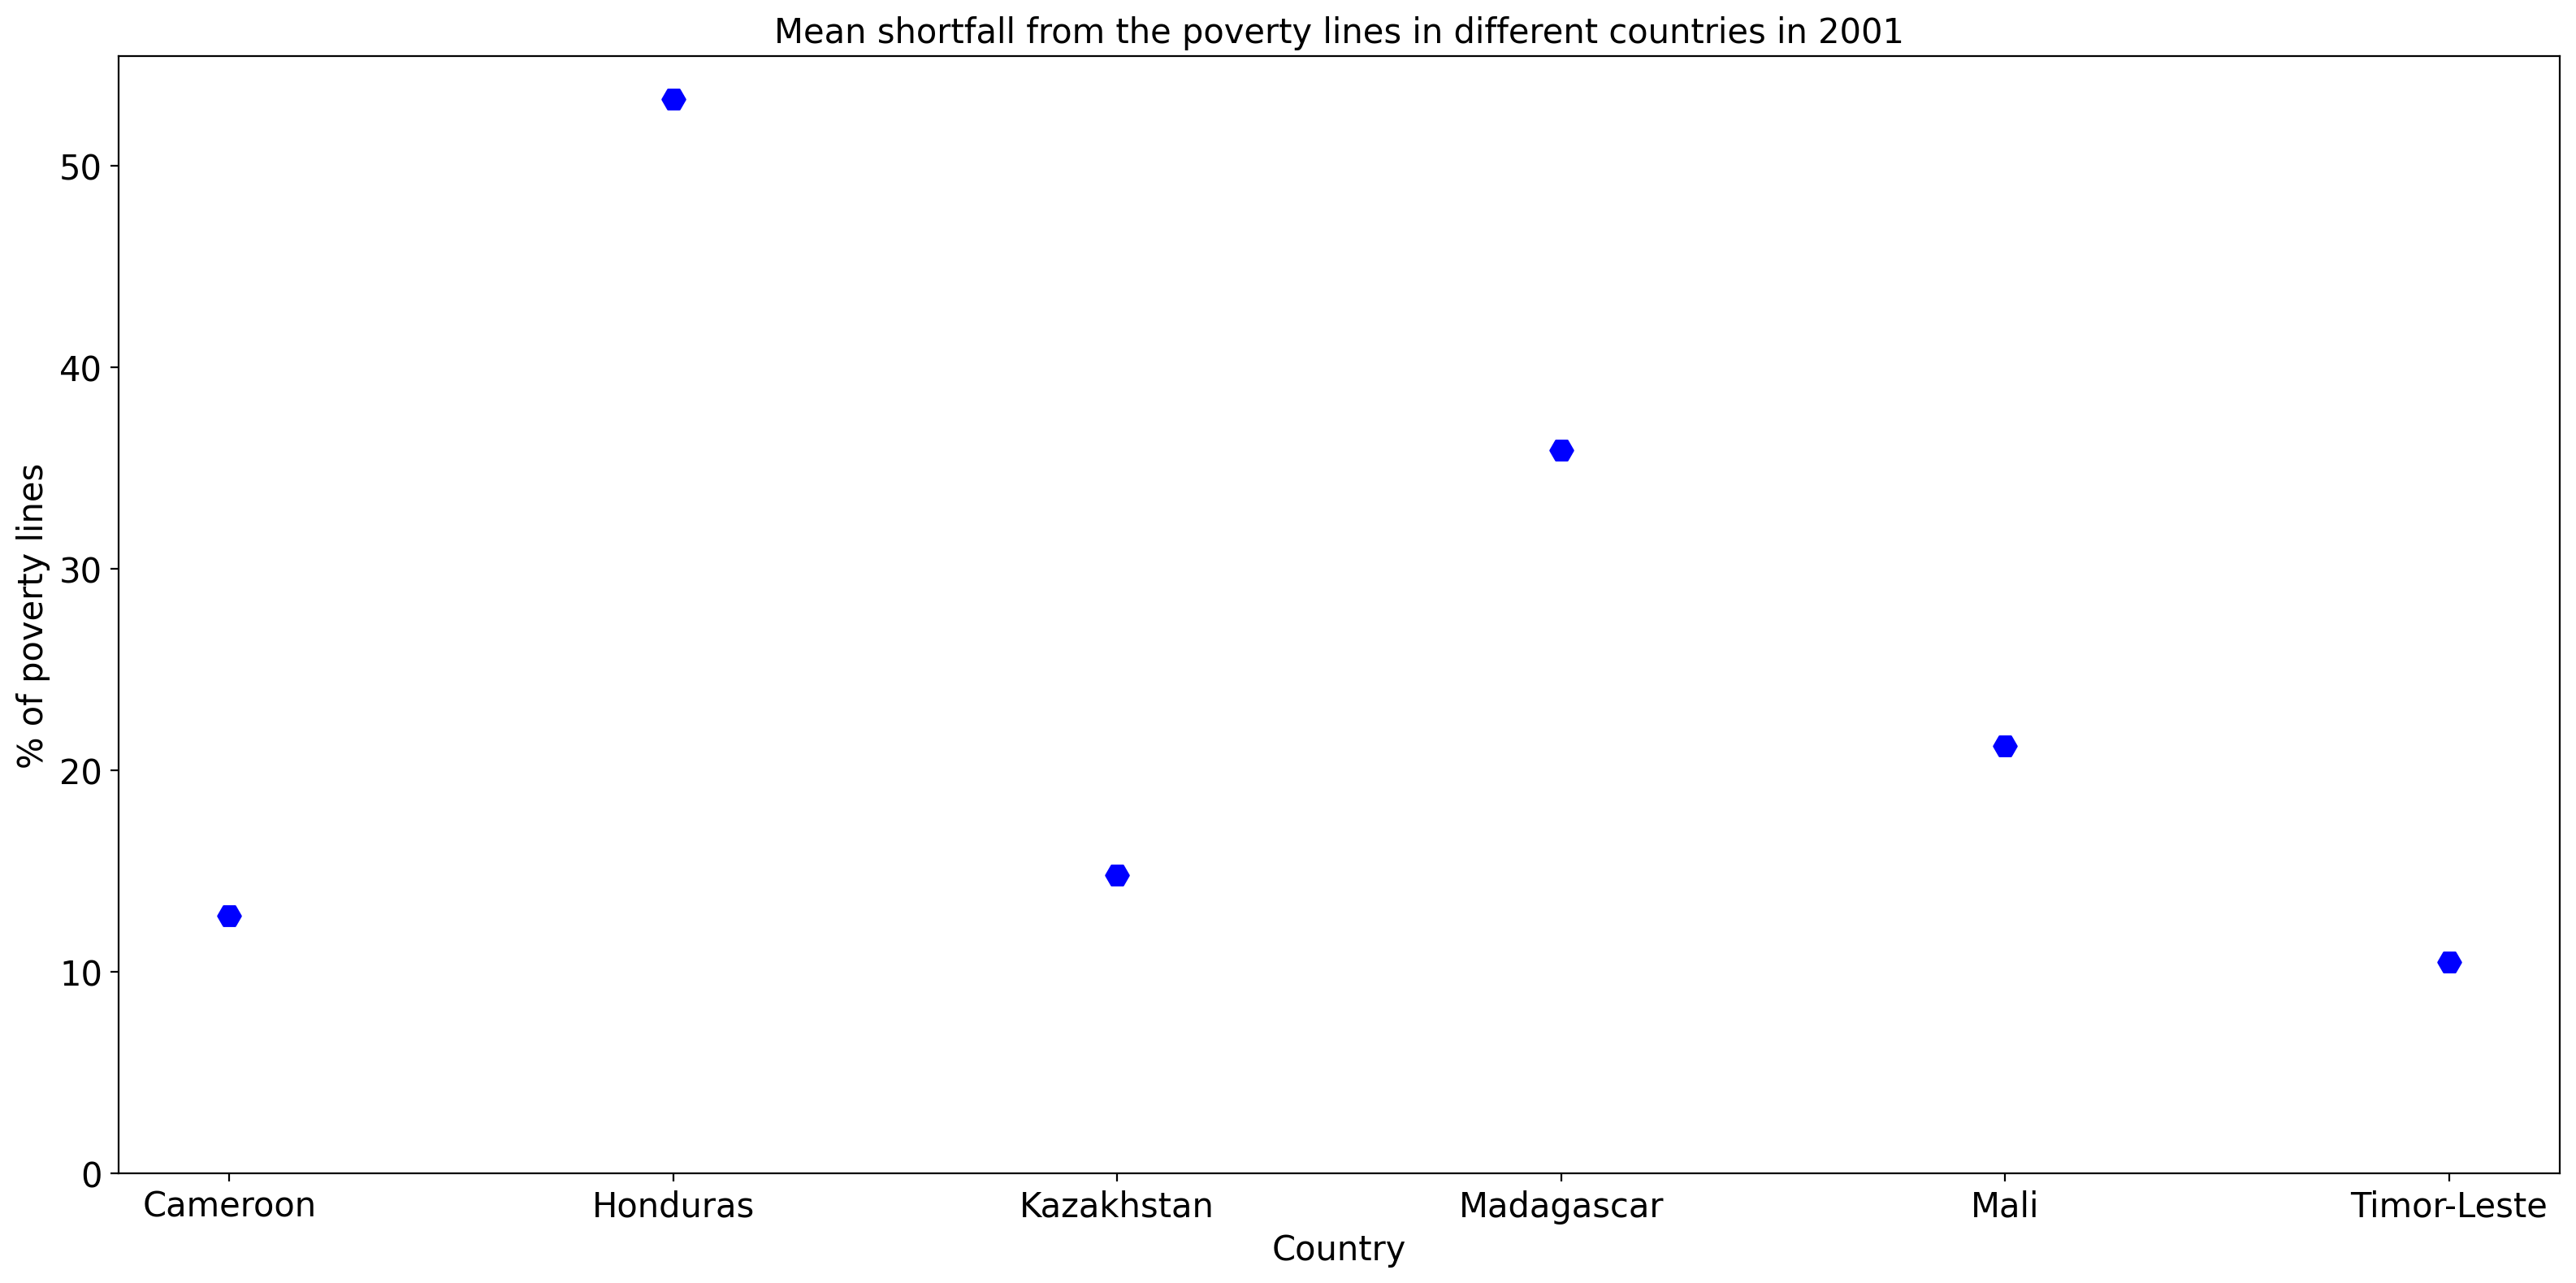 Mean shortfall from the poverty lines in different countries in 2001
% of poverty lines
50
40
30
20
10
0
Cameroon Honduras Kazakhstan Madagascar Mali Timor-Leste
Country